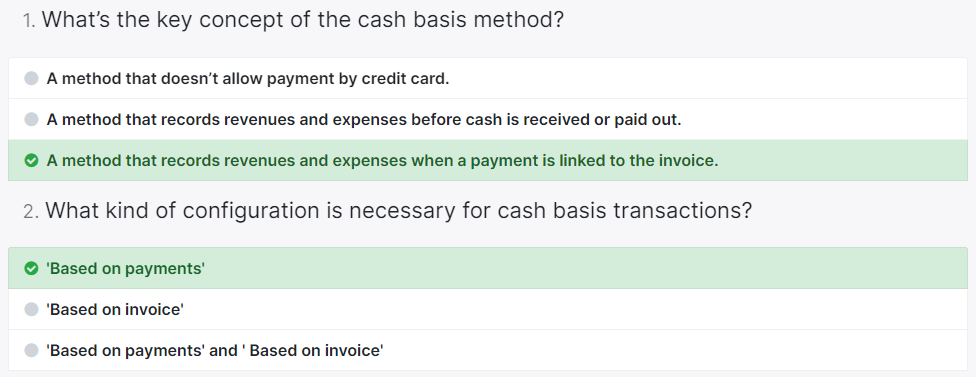 1. What’s the key concept of the cash basis method?
A method that doesn’t allow payment by credit card.
A method that records revenues and expenses before cash is received or paid out.
A method that records revenues and expenses when a payment is linked to the invoice.
2. What kind of configuration is necessary for cash basis transactions?
'Based on payments'
'Based on invoice'
'Based on payments' and ' Based on invoice'